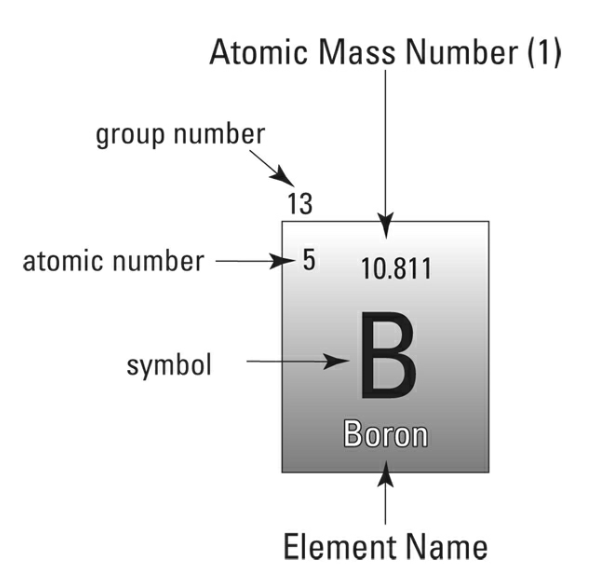 Atomic Mass Number (1)
group number
13
atomic number
5
10.811
symbol
B
Boron
Element Name